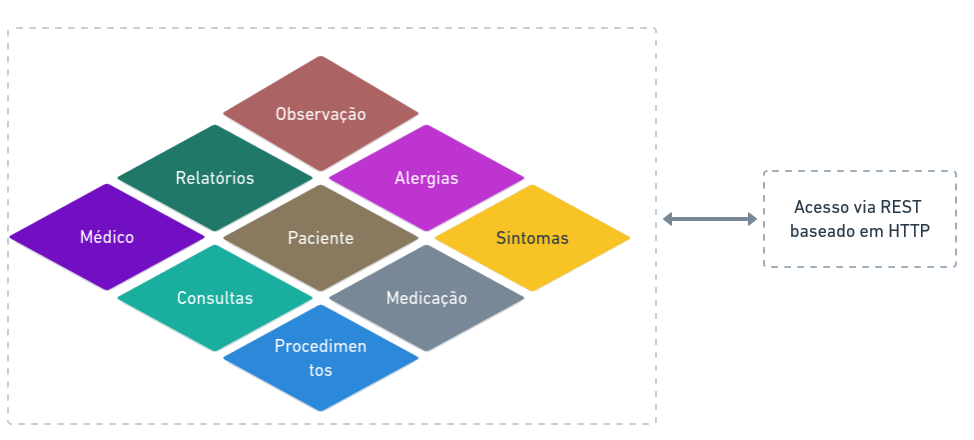 Observação
Relatórios
Alergias
Médico
Paciente
Sintomas
Consultas
Medicação
Procedimen
tos
Acesso via REST
baseado em HTTP